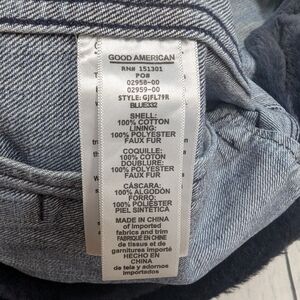 GOOD AMERICAN
RN# 151301
PO#
02958-00
02959-00
STYLE: GJFL79R
BLUE332
SHELL:
100% COTTON
LINING:
100% POLYESTER
FAUX FUR
COQUILLE:
100% COTON
DOUBLURE:
100% POLYESTER
FAUX FUR
CÁSCARA:
100% ALGODÓN
FORRO:
100% POLIÉSTER
PIEL SINTÉTICA
MADE IN CHINA
of imported
fabrics and trim
FABRIQUÉ EN CHINE
de tissus et de
garnitures importé
HECHO EN
CHINA
de tela y adornos
importados